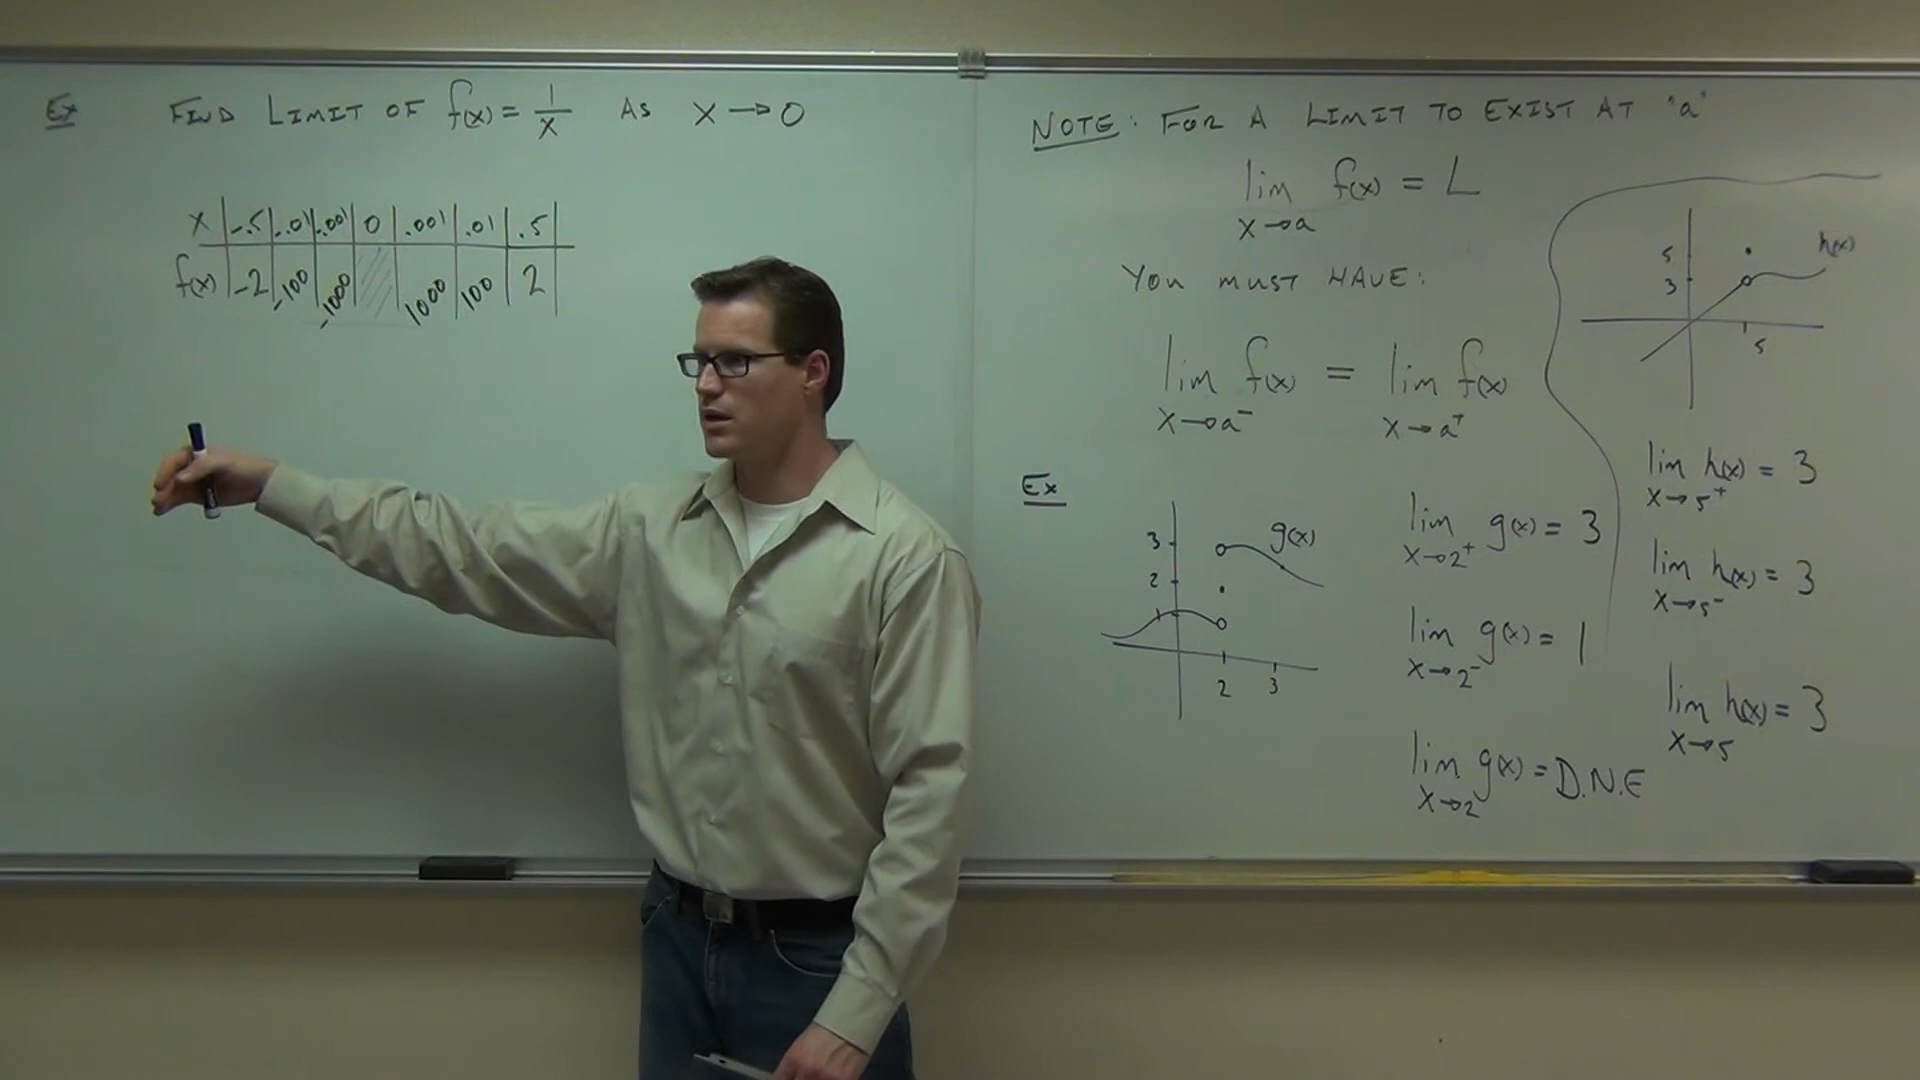 Ex FIND LIMIT OF f(x) = 1/x AS x → 0
x -.5 -.01 -.001 0 .001 .01 .5
f(x) -2 -100 -1000 1000 100 2
NOTE: FOR A LIMIT TO EXIST AT "a"
lim f(x) = L
x→a
YOU MUST HAVE:
lim f(x) = lim f(x)
x→a⁻ x→a⁺
h(x)
5
3
5
lim h(x) = 3
x→5⁺
lim h(x) = 3
x→5⁻
lim h(x) = 3
x→5
Ex
g(x)
3
2
1
2 3
lim g(x) = 3
x→2⁺
lim g(x) = 1
x→2⁻
lim g(x) = D.N.E
x→2